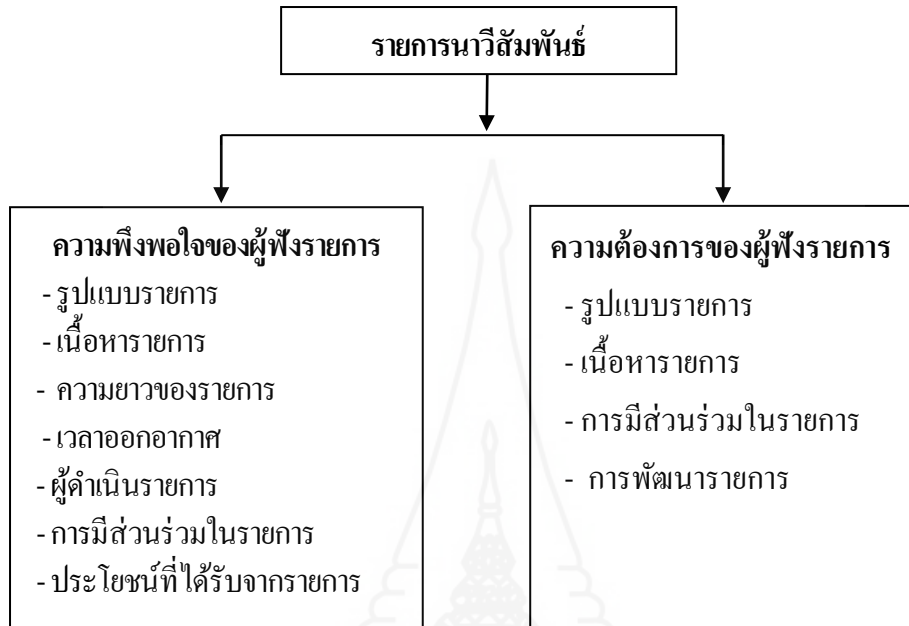 รายการนาวีสัมพันธ์
ความพึงพอใจของผู้ฟังรายการ
- รูปแบบรายการ
- เนื้อหารายการ
- ความยาวของรายการ
- เวลาออกอากาศ
- ผู้ดำเนินรายการ
- การมีส่วนร่วมในรายการ
- ประโยชน์ที่ได้รับจากรายการ
ความต้องการของผู้ฟังรายการ
- รูปแบบรายการ
- เนื้อหารายการ
- การมีส่วนร่วมในรายการ
- การพัฒนารายการ